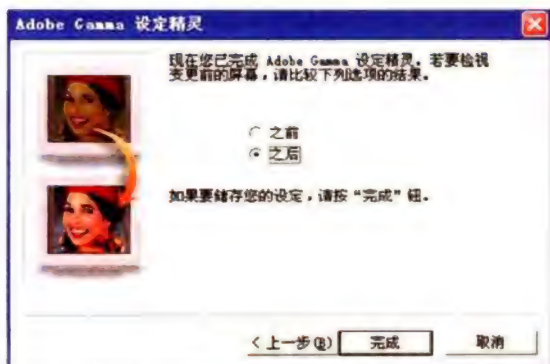 Adobe Gamma 设定精灵
现在您已完成 Adobe Gamma 设定精灵。若要检视
变更前的屏幕，请比较下列选项的结果。
之前
之后
如果要储存您的设定，请按“完成”钮。
<上一步(B)
完成
取消